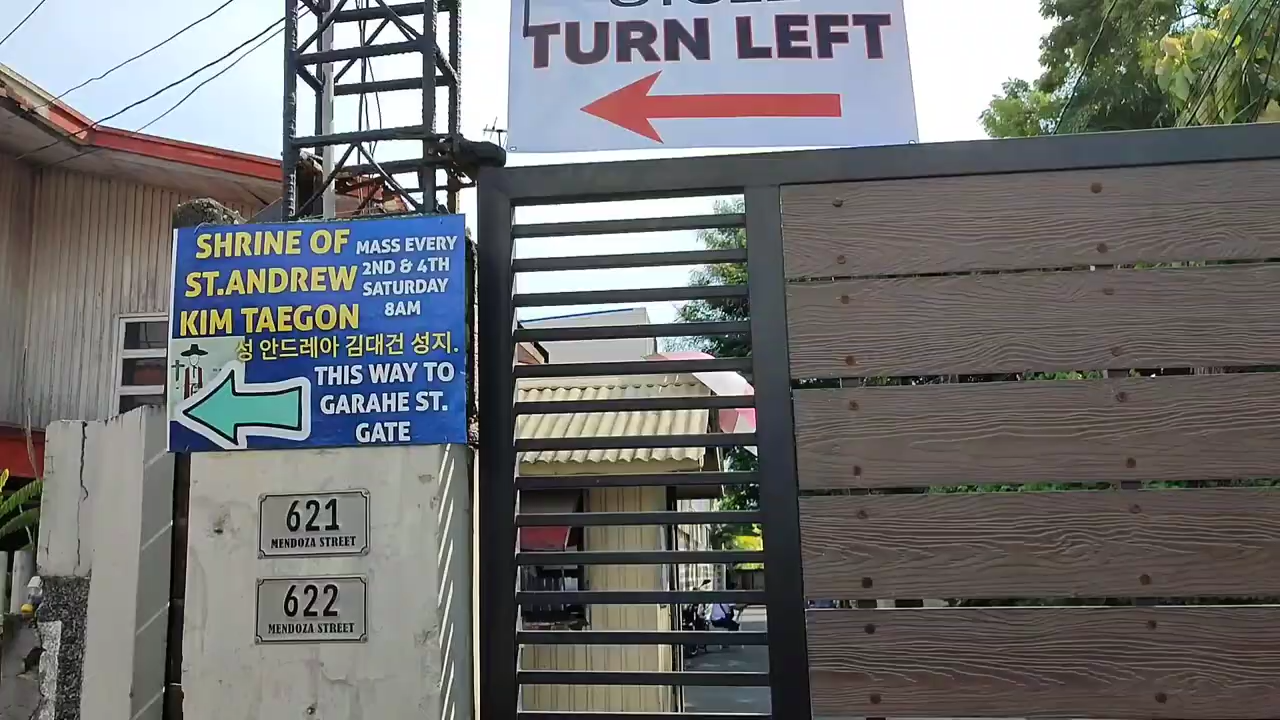 TURN LEFT
SHRINE OF
ST.ANDREW
KIM TAEGON
MASS EVERY
2ND & 4TH
SATURDAY
8AM
성 안드레아 김대건 성지.
THIS WAY TO
GARAHE ST.
GATE
621
MENDOZA STREET
622
MENDOZA STREET